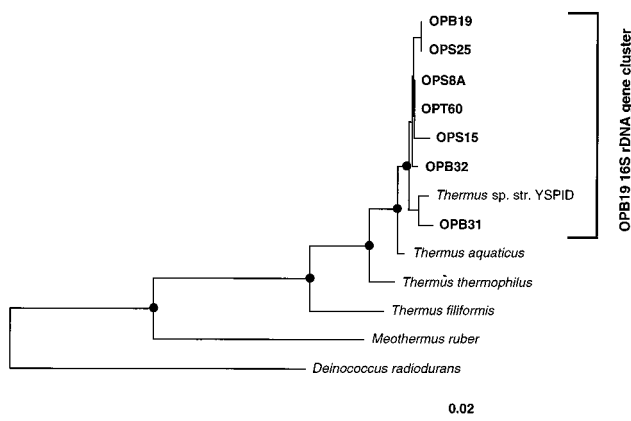 OPB19
OPS25
OPS8A
OPT60
OPS15
OPB32
Thermus sp. str. YSPID
OPB31
Thermus aquaticus
Thermus thermophilus
Thermus filiformis
Meothermus ruber
Deinococcus radiodurans
0.02
OPB19 16S rDNA gene cluster